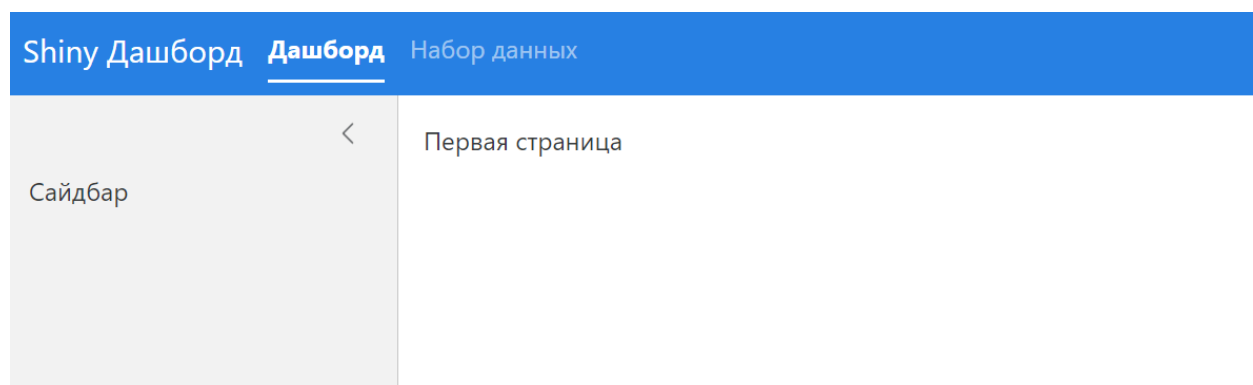 Shiny Дашборд Дашборд Набор данных
Сайдбар
Первая страница